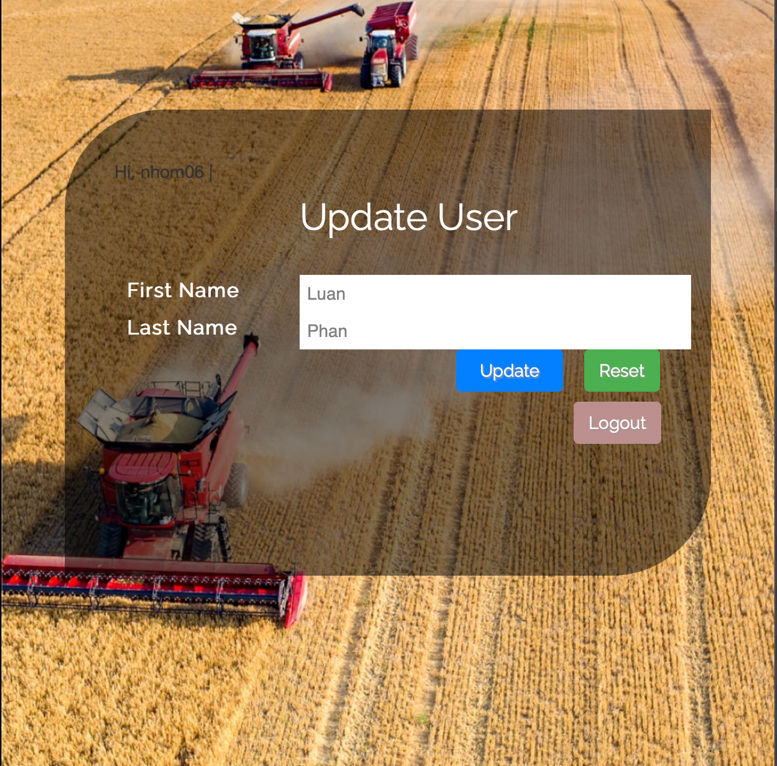 Hi, nhom06 |
Update User
First Name
Luan
Last Name
Phan
Update
Reset
Logout